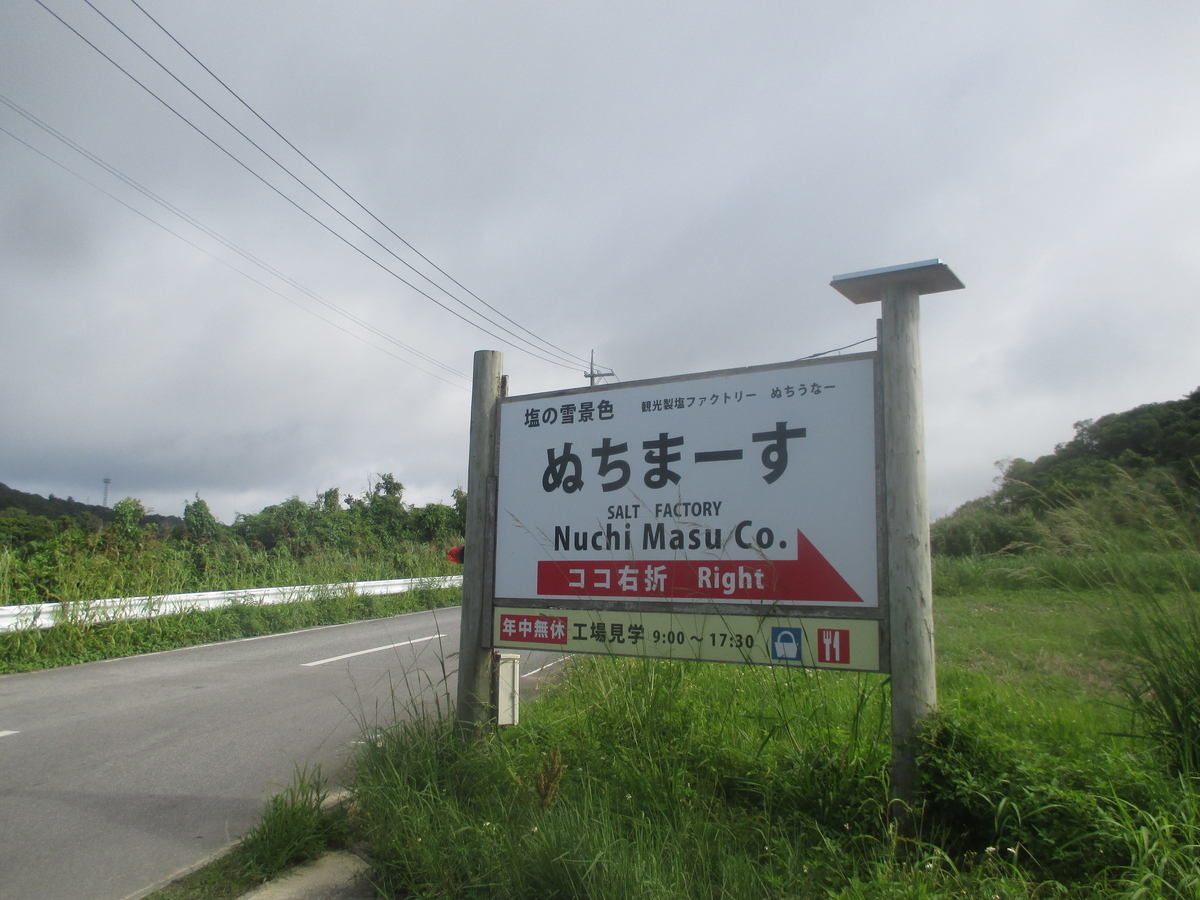 塩の雪景色 観光製塩ファクトリー ぬちうなー
ぬちまーす
SALT FACTORY
Nuchi Masu Co.
ココ右折 Right
年中無休 工場見学 9:00～17:30